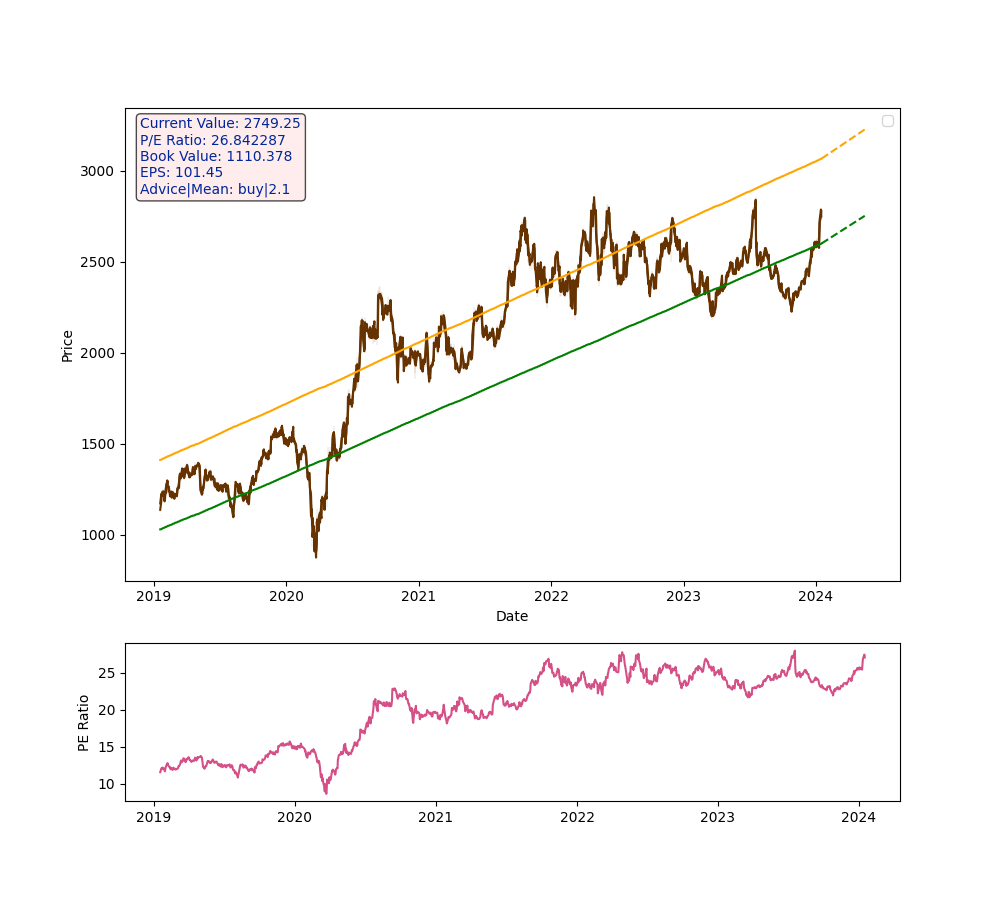 Current Value: 2749.25
P/E Ratio: 26.842287
Book Value: 1110.378
EPS: 101.45
Advice|Mean: buy|2.1
3000
2500
2000
1500
1000
Price
2019 2020 2021 2022 2023 2024
Date
25
20
15
10
PE Ratio
2019 2020 2021 2022 2023 2024